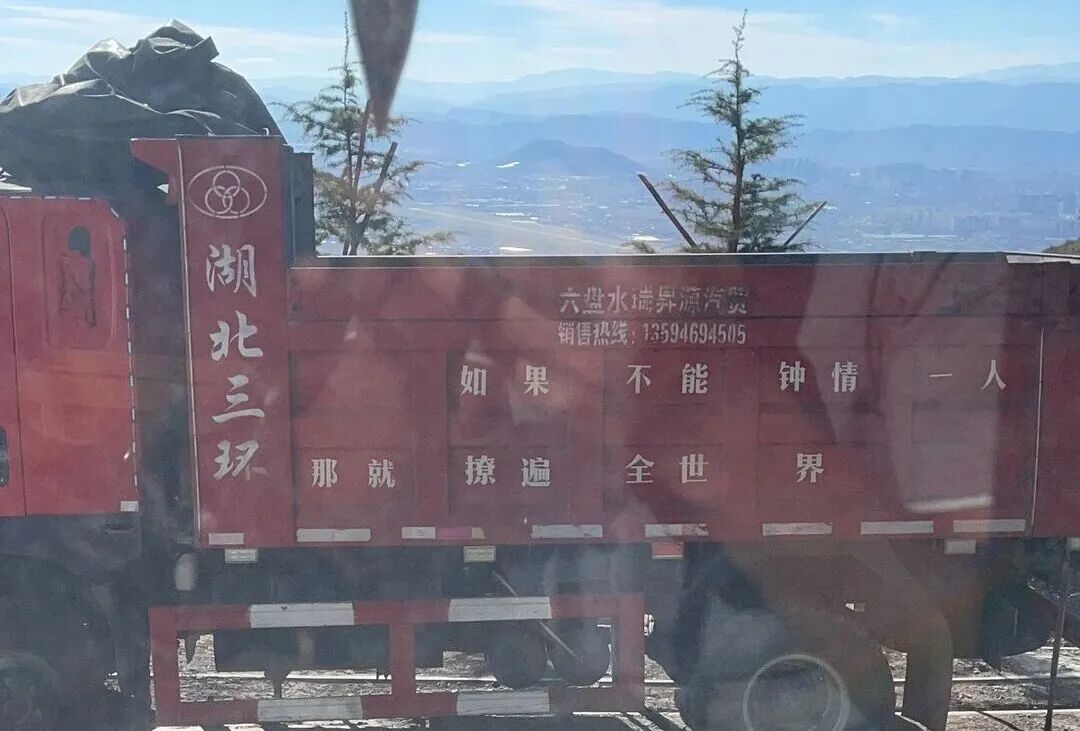 湖北三环
六盘水瑞昇源汽贸
销售热线：13594694505
如果不能钟情一人
那就撩遍全世界